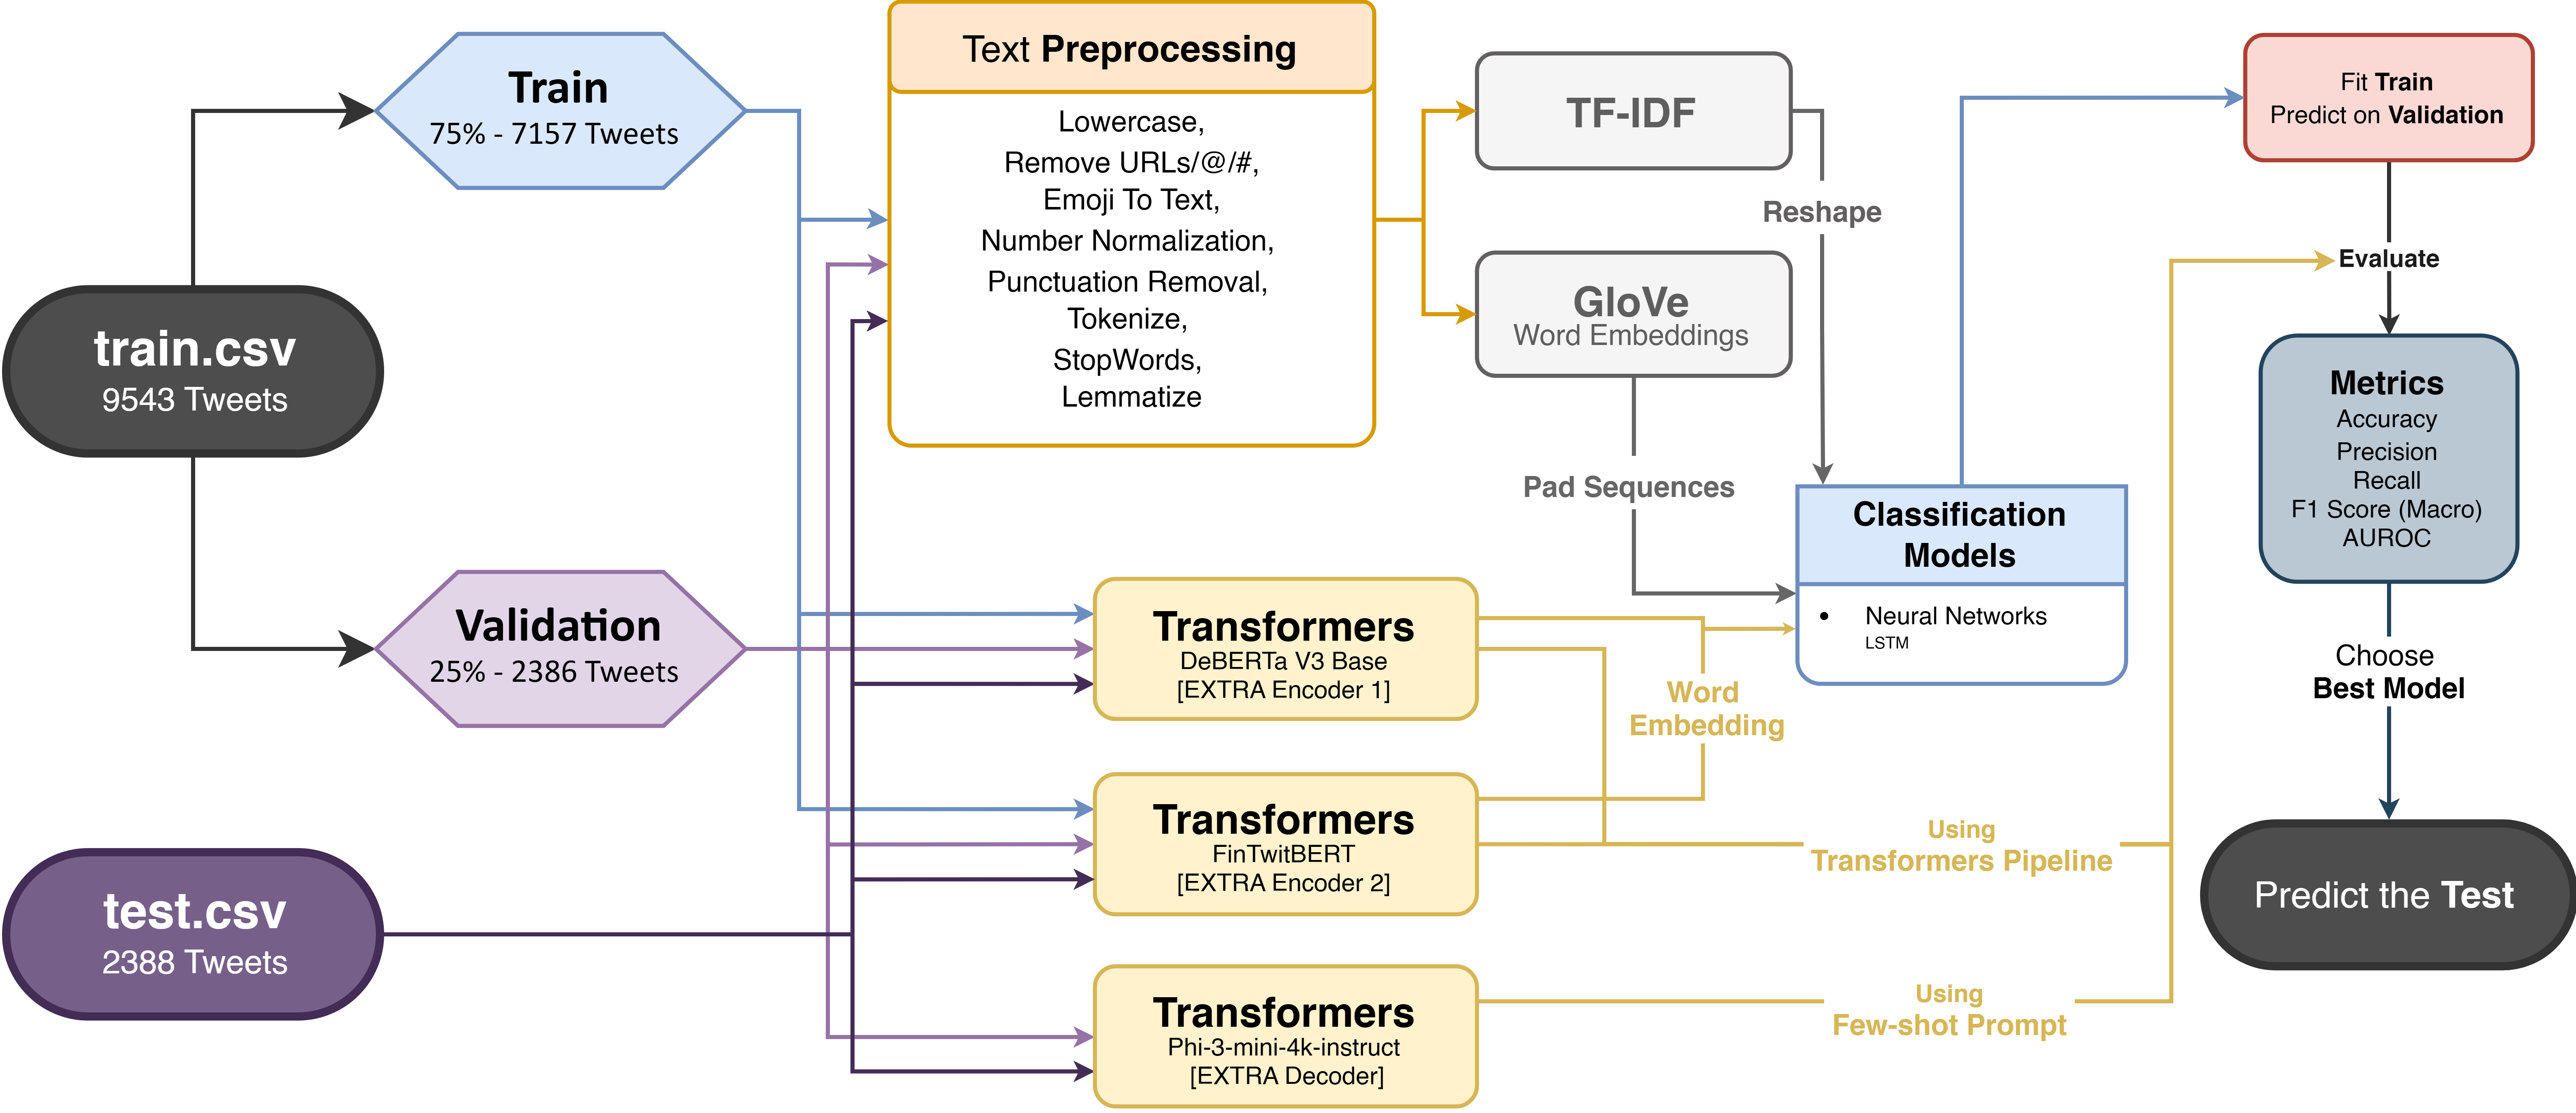 Train
75% - 7157 Tweets
train.csv
9543 Tweets
Validation
25% - 2386 Tweets
test.csv
2388 Tweets
Text Preprocessing
Lowercase,
Remove URLs/@/#,
Emoji To Text,
Number Normalization,
Punctuation Removal,
Tokenize,
StopWords,
Lemmatize
TF-IDF
Reshape
GloVe
Word Embeddings
Pad Sequences
Transformers
DeBERTa V3 Base
[EXTRA Encoder 1]
Transformers
FinTwitBERT
[EXTRA Encoder 2]
Transformers
Phi-3-mini-4k-instruct
[EXTRA Decoder]
Word
Embedding
Classification
Models
• Neural Networks
LSTM
Using
Transformers Pipeline
Using
Few-shot Prompt
Fit Train
Predict on Validation
Evaluate
Metrics
Accuracy
Precision
Recall
F1 Score (Macro)
AUROC
Choose
Best Model
Predict the Test